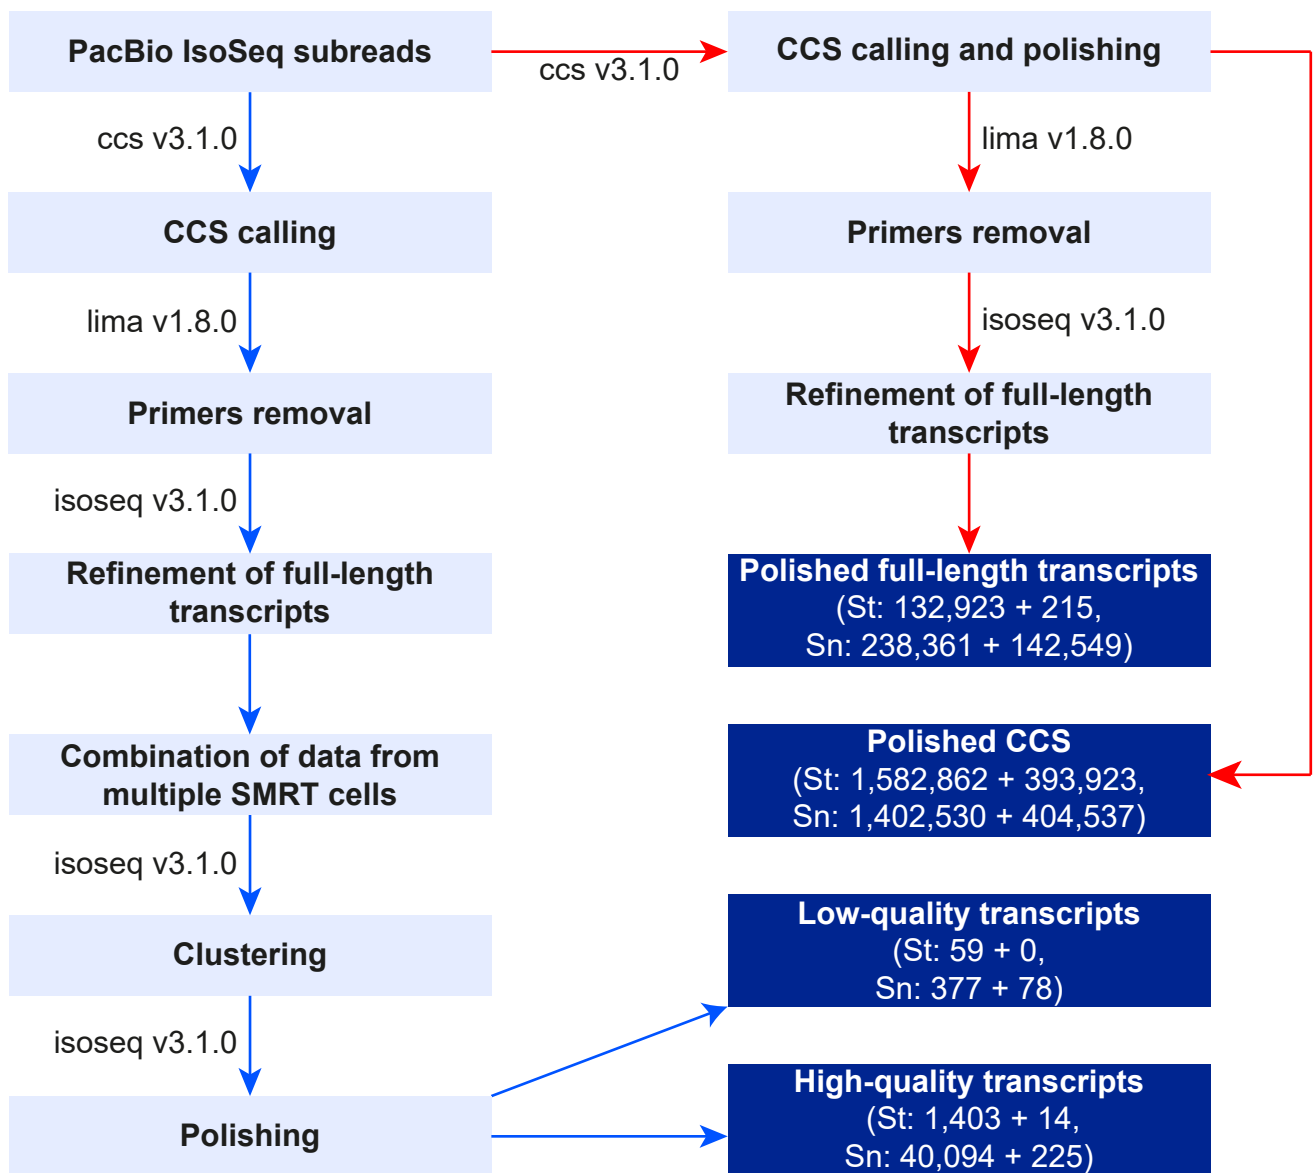 PacBio IsoSeq subreads
ccs v3.1.0
CCS calling and polishing
ccs v3.1.0
CCS calling
lima v1.8.0
Primers removal
isoseq v3.1.0
Refinement of full-length
transcripts
Combination of data from
multiple SMRT cells
isoseq v3.1.0
Clustering
isoseq v3.1.0
Polishing
lima v1.8.0
Primers removal
isoseq v3.1.0
Refinement of full-length
transcripts
Polished full-length transcripts
(St: 132,923 + 215,
Sn: 238,361 + 142,549)
Polished CCS
(St: 1,582,862 + 393,923,
Sn: 1,402,530 + 404,537)
Low-quality transcripts
(St: 59 + 0,
Sn: 377 + 78)
High-quality transcripts
(St: 1,403 + 14,
Sn: 40,094 + 225)